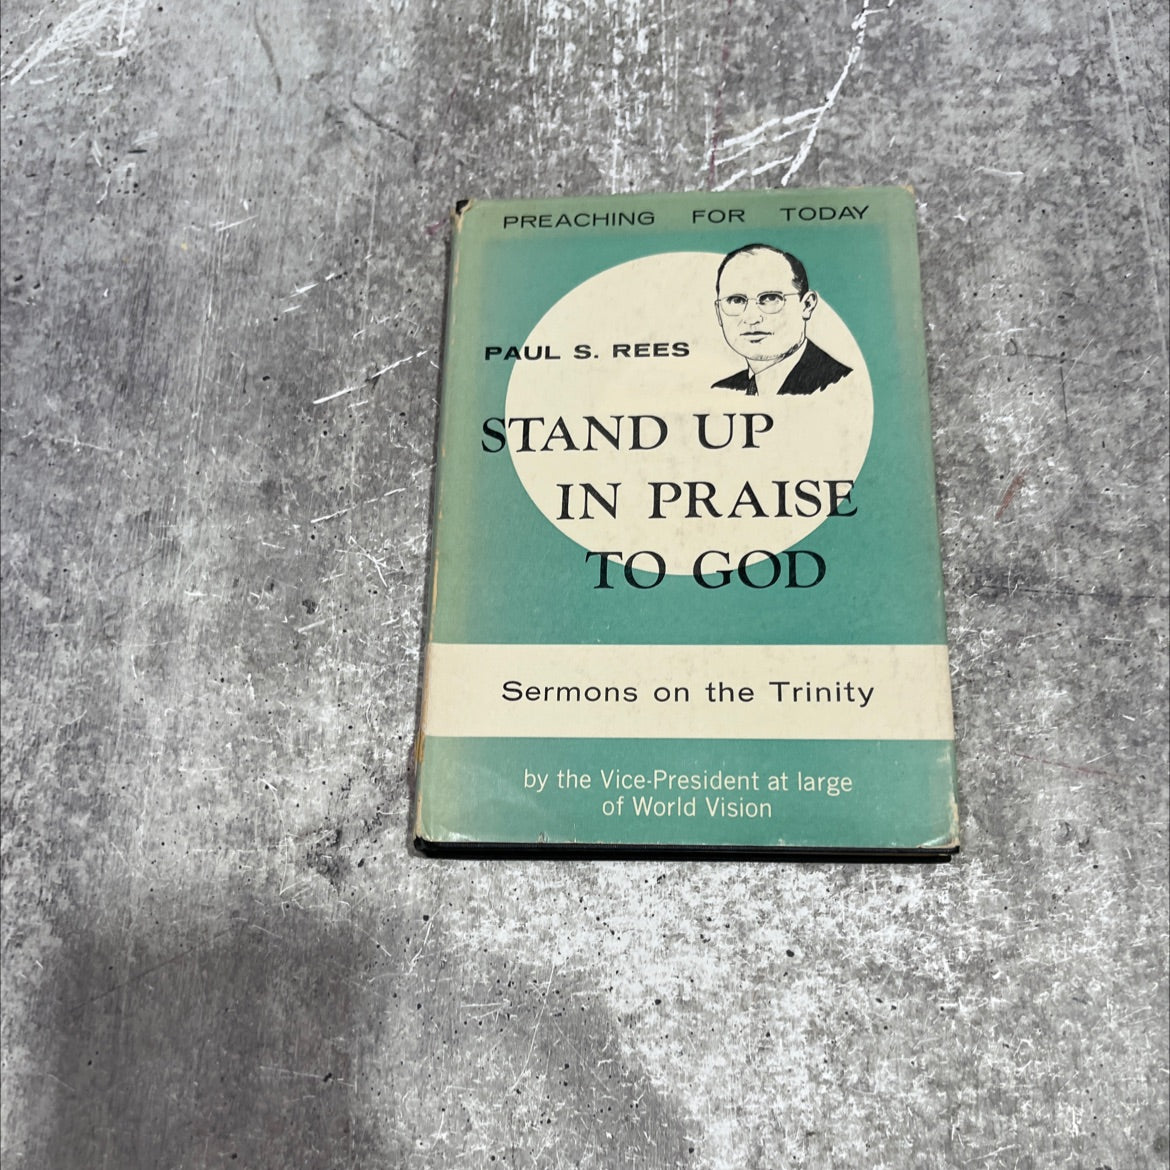 PREACHING FOR TODAY
PAUL S. REES
STAND UP
IN PRAISE
TO GOD
Sermons on the Trinity
by the Vice-President at large
of World Vision